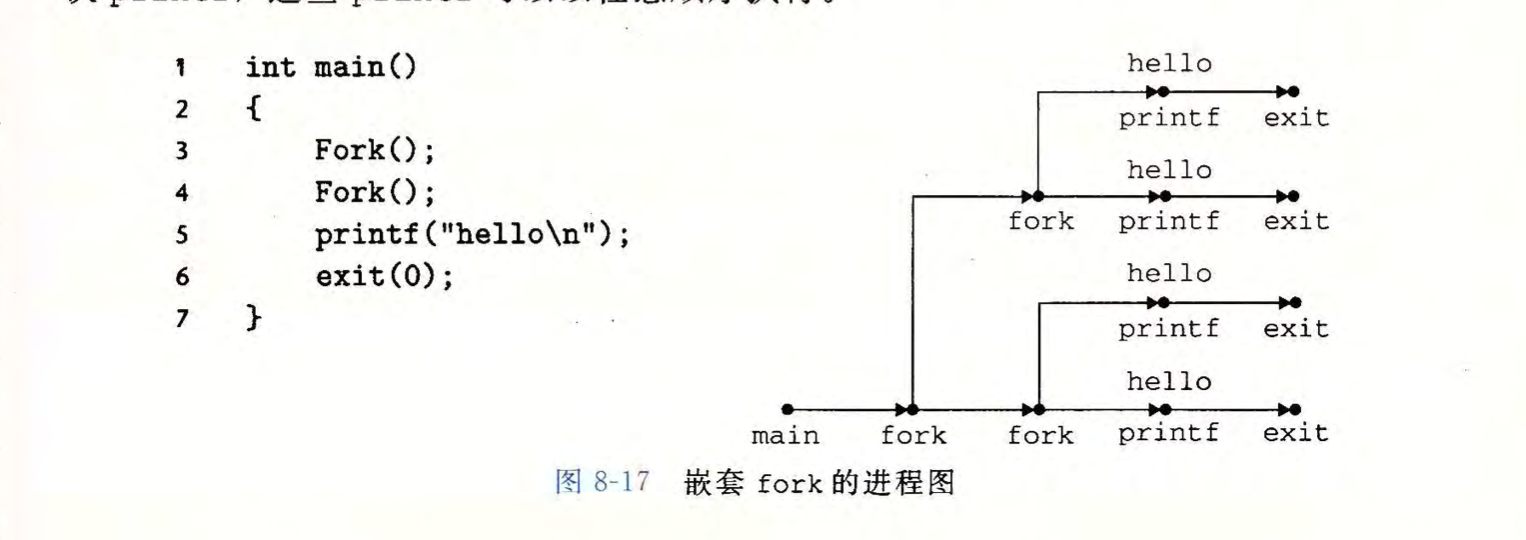 1 int main()
2 {
3 Fork();
4 Fork();
5 printf("hello\n");
6 exit(0);
7 }
hello
printf exit
hello
fork printf exit
hello
printf exit
hello
main fork fork printf exit
图 8-17 嵌套 fork 的进程图